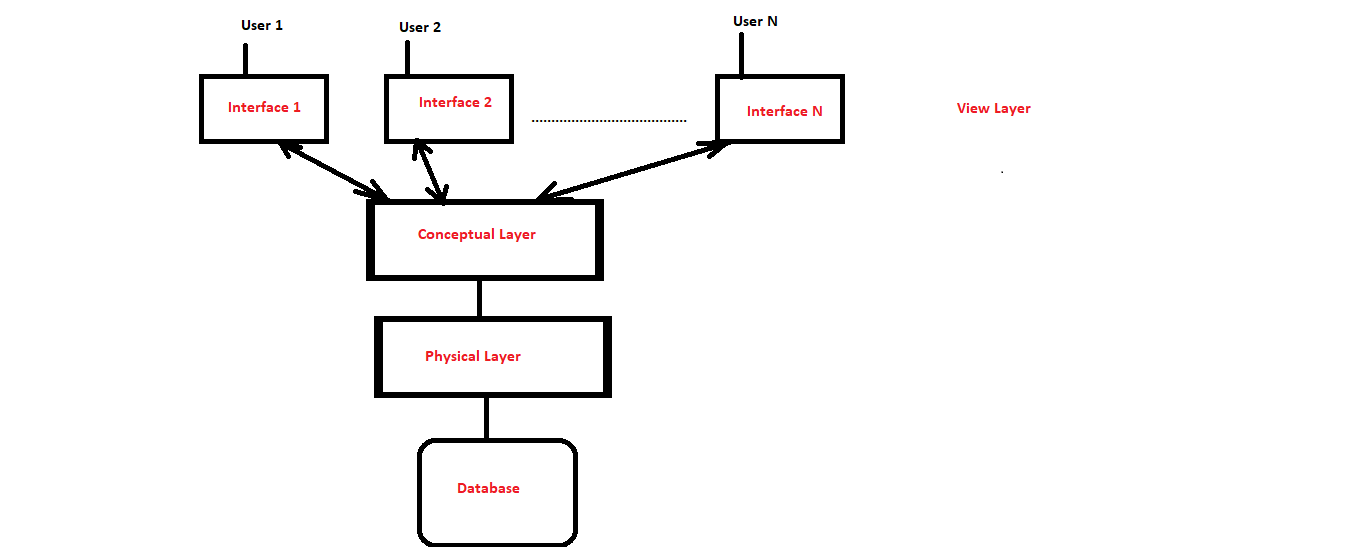 User 1
User 2
User N
Interface 1
Interface 2
.......................................
Interface N
View Layer
.
Conceptual Layer
Physical Layer
Database